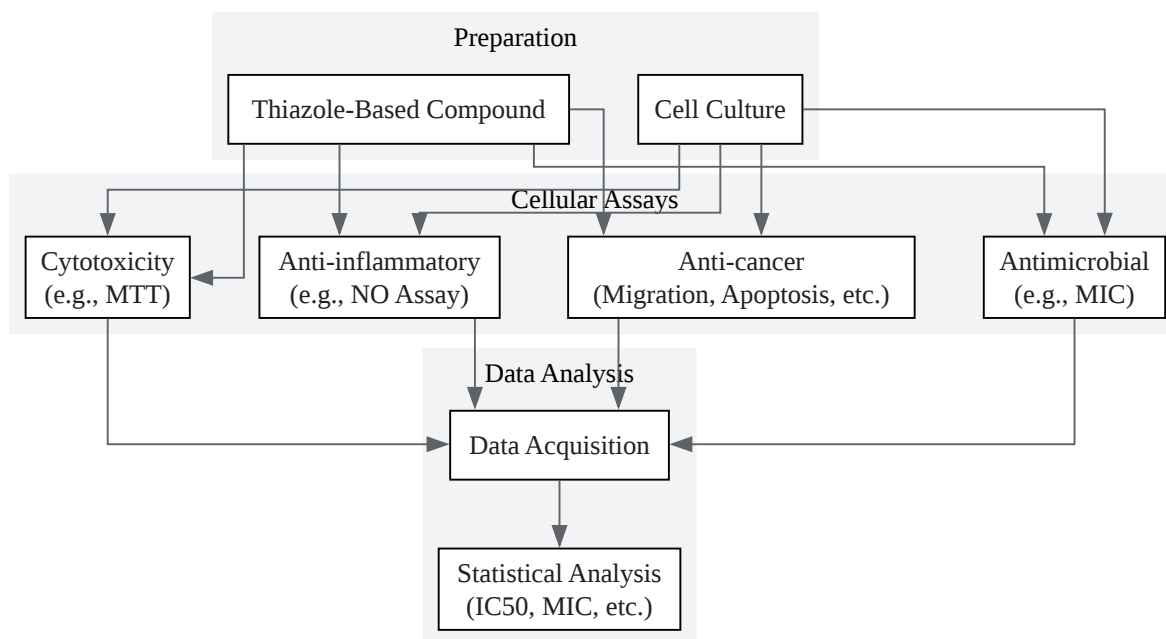 Preparation
Thiazole-Based Compound
Cell Culture
Cellular Assays
Cytotoxicity
(e.g., MTT)
Anti-inflammatory
(e.g., NO Assay)
Anti-cancer
(Migration, Apoptosis, etc.)
Antimicrobial
(e.g., MIC)
Data Analysis
Data Acquisition
Statistical Analysis
(IC50, MIC, etc.)